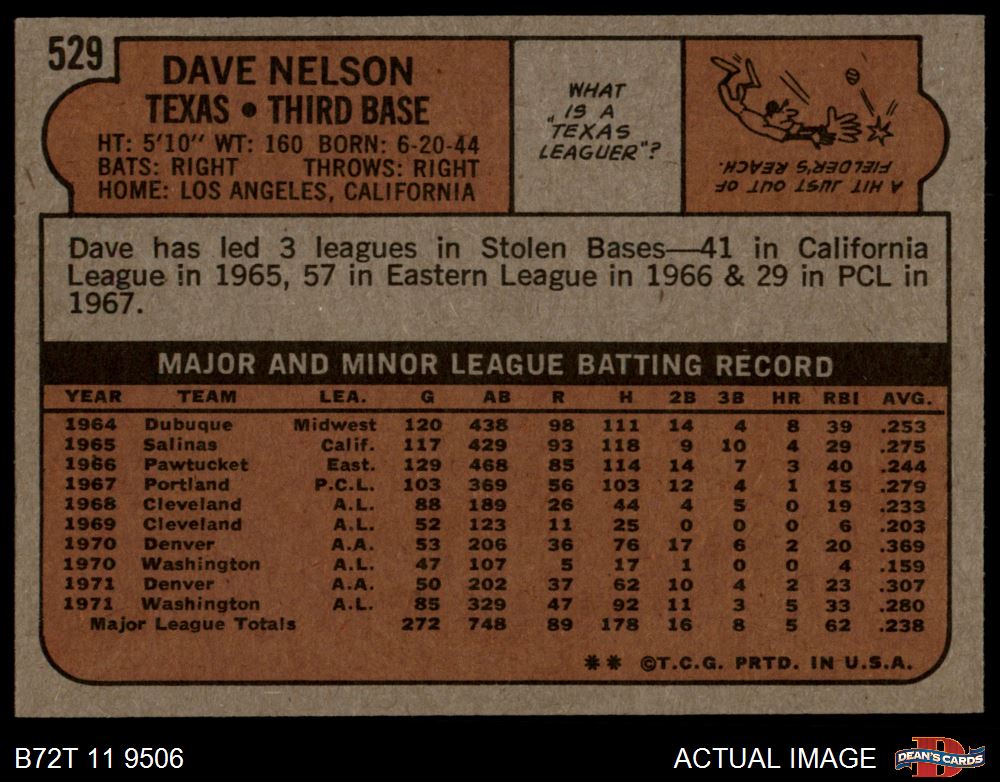 529
DAVE NELSON
TEXAS • THIRD BASE
HT: 5'10" WT: 160 BORN: 6-20-44
BATS: RIGHT THROWS: RIGHT
HOME: LOS ANGELES, CALIFORNIA
WHAT
IS A
"TEXAS
LEAGUER"?
A HIT JUST OUT OF
FIELDER'S REACH.
Dave has led 3 leagues in Stolen Bases—41 in California
League in 1965, 57 in Eastern League in 1966 & 29 in PCL in
1967.
MAJOR AND MINOR LEAGUE BATTING RECORD
YEAR TEAM LEA. G AB R H 2B 3B HR RBI AVG.
1964 Dubuque Midwest 120 438 98 111 14 4 8 39 .253
1965 Salinas Calif. 117 429 93 118 9 10 4 29 .275
1966 Pawtucket East. 129 468 85 114 14 7 3 40 .244
1967 Portland P.C.L. 103 369 56 103 12 4 1 15 .279
1968 Cleveland A.L. 88 189 26 44 4 5 0 19 .233
1969 Cleveland A.L. 52 123 11 25 0 0 0 6 .203
1970 Denver A.A. 53 206 36 76 17 6 2 20 .369
1970 Washington A.L. 47 107 5 17 1 0 0 4 .159
1971 Denver A.A. 50 202 37 62 10 4 2 23 .307
1971 Washington A.L. 85 329 47 92 11 3 5 33 .280
Major League Totals 272 748 89 178 16 8 5 62 .238
** ©T.C.G. PRTD. IN U.S.A.
B72T 11 9506
ACTUAL IMAGE
D
DEAN'S CARDS